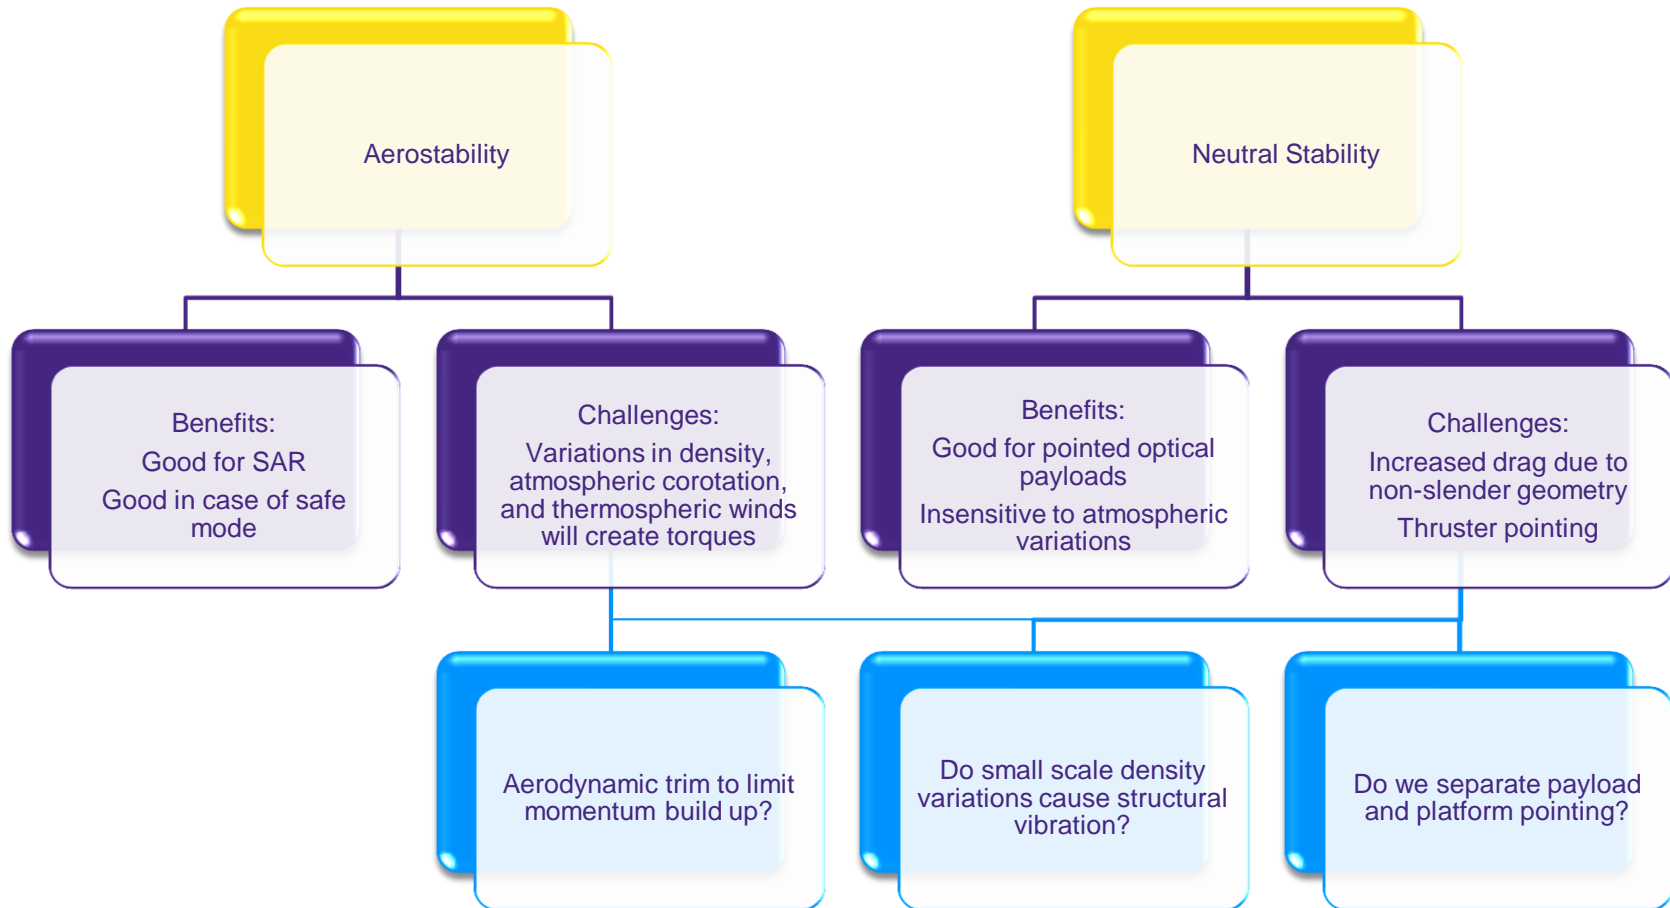 Aerostability
Neutral Stability
Benefits:
Good for SAR
Good in case of safe
mode
Challenges:
Variations in density,
atmospheric corotation,
and thermospheric winds
will create torques
Benefits:
Good for pointed optical
payloads
Insensitive to atmospheric
variations
Challenges:
Increased drag due to
non-slender geometry
Thruster pointing
Aerodynamic trim to limit
momentum build up?
Do small scale density
variations cause structural
vibration?
Do we separate payload
and platform pointing?